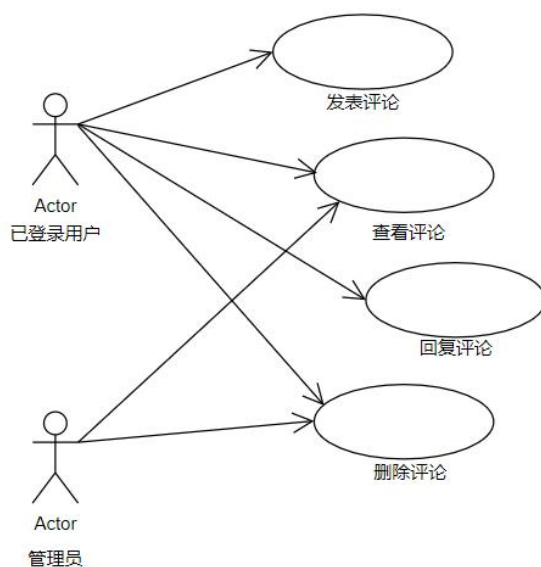 发表评论
Actor
已登录用户
查看评论
回复评论
删除评论
Actor
管理员